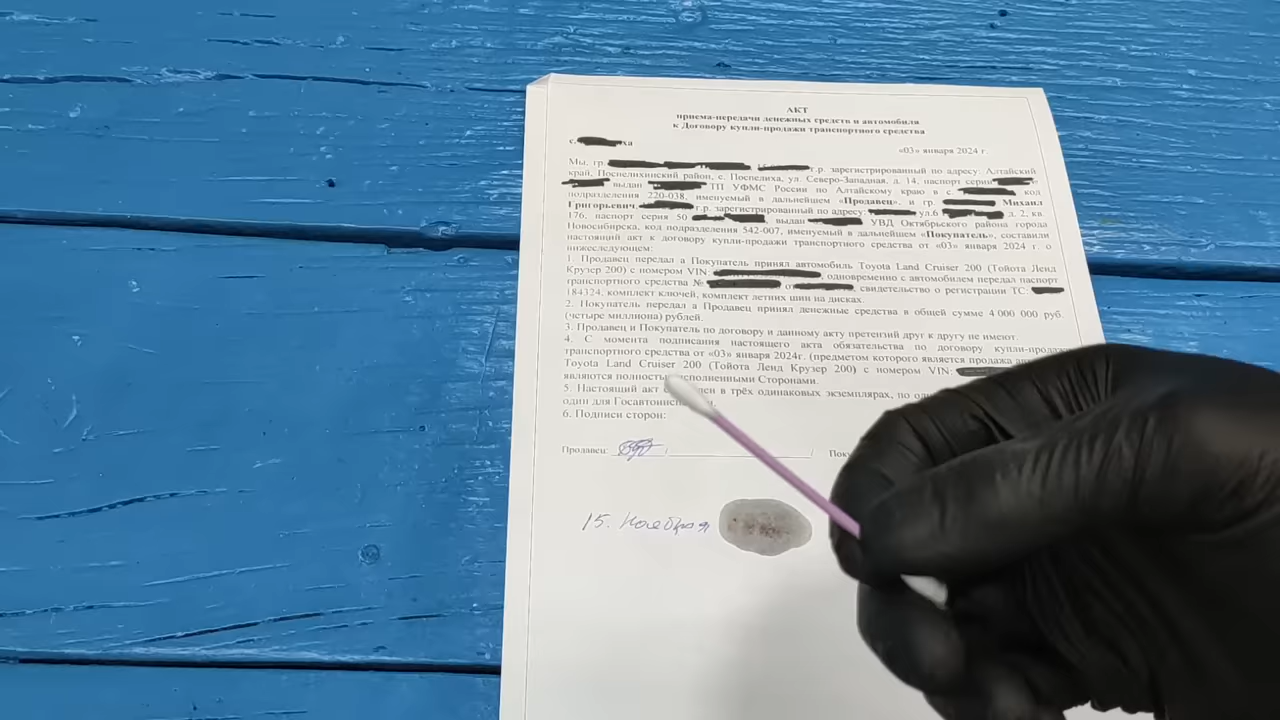 АКТ
приема-передачи денежных средств и автомобиля
к Договору купли-продажи транспортного средства
с. ха
«03» января 2024 г.
Мы, гр. г.р. зарегистрированный по адресу: Алтайский
край, Поспелихинский район, с. Поспелиха, ул. Северо-Западная, д. 14, паспорт серии
выдан ТП УФМС России по Алтайскому краю в с. код
подразделения 220-038, именуемый в дальнейшем «Продавец», и гр. Михаил
Григорьевич, г.р. зарегистрированный по адресу: ул.6 д. 2, кв.
176, паспорт серия 50 выдан УВД Октябрьского района города
Новосибирска, код подразделения 542-007, именуемый в дальнейшем «Покупатель», составили
настоящий акт к договору купли-продажи транспортного средства от «03» января 2024 г. о
нижеследующем:
1. Продавец передал а Покупатель принял автомобиль Toyota Land Cruiser 200 (Тойота Ленд
Крузер 200) с номером VIN: , одновременно с автомобилем передал паспорт
транспортного средства № от , свидетельство о регистрации ТС:
184124, комплект ключей, комплект летних шин на дисках.
2. Покупатель передал а Продавец принял денежные средства в общей сумме 4 000 000 руб.
(четыре миллиона) рублей.
3. Продавец и Покупатель по договору и данному акту претензий друг к другу не имеют.
4. С момента подписания настоящего акта обязательства по договору купли-продажи
транспортного средства от «03» января 2024г. (предметом которого является продажа
Toyota Land Cruiser 200 (Тойота Ленд Крузер 200) с номером VIN:
являются полностью исполненными Сторонами.
5. Настоящий акт в трёх одинаковых экземплярах, по
один для
6. Подписи сторон:
Продавец:
15. Ноября